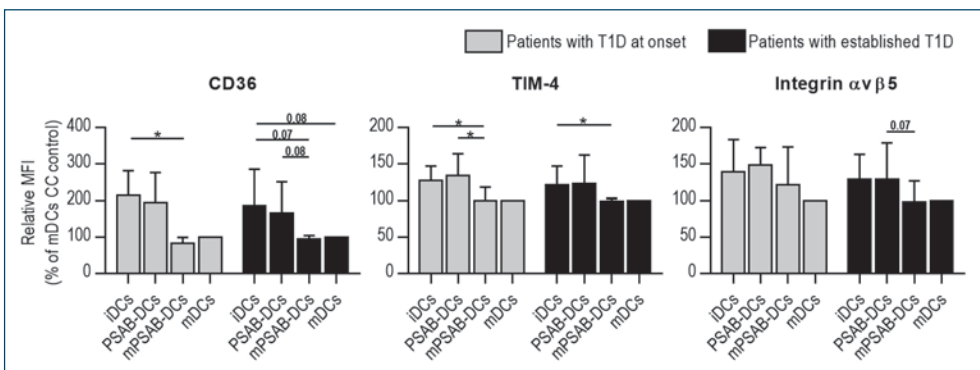 Patients with T1D at onset
Patients with established T1D
CD36
TIM-4
Integrin αvβ5
Relative MFI
(% of mDCs CC control)
400
300
200
100
0
*
0.08
0.07
0.08
iDCs
PSAB-DCs
mPSAB-DCs
mDCs
iDCs
PSAB-DCs
mPSAB-DCs
mDCs
200
150
100
50
0
*
*
*
iDCs
PSAB-DCs
mPSAB-DCs
mDCs
iDCs
PSAB-DCs
mPSAB-DCs
mDCs
200
150
100
50
0
0.07
iDCs
PSAB-DCs
mPSAB-DCs
mDCs
iDCs
PSAB-DCs
mPSAB-DCs
mDCs